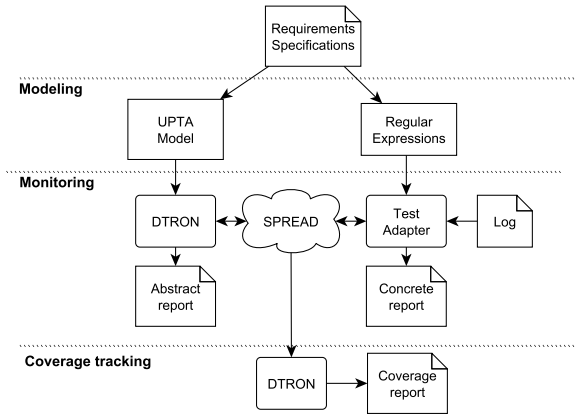 Requirements
Specifications
Modeling
UPTA
Model
Regular
Expressions
Monitoring
DTRON
SPREAD
Test
Adapter
Log
Abstract
report
Concrete
report
Coverage tracking
DTRON
Coverage
report